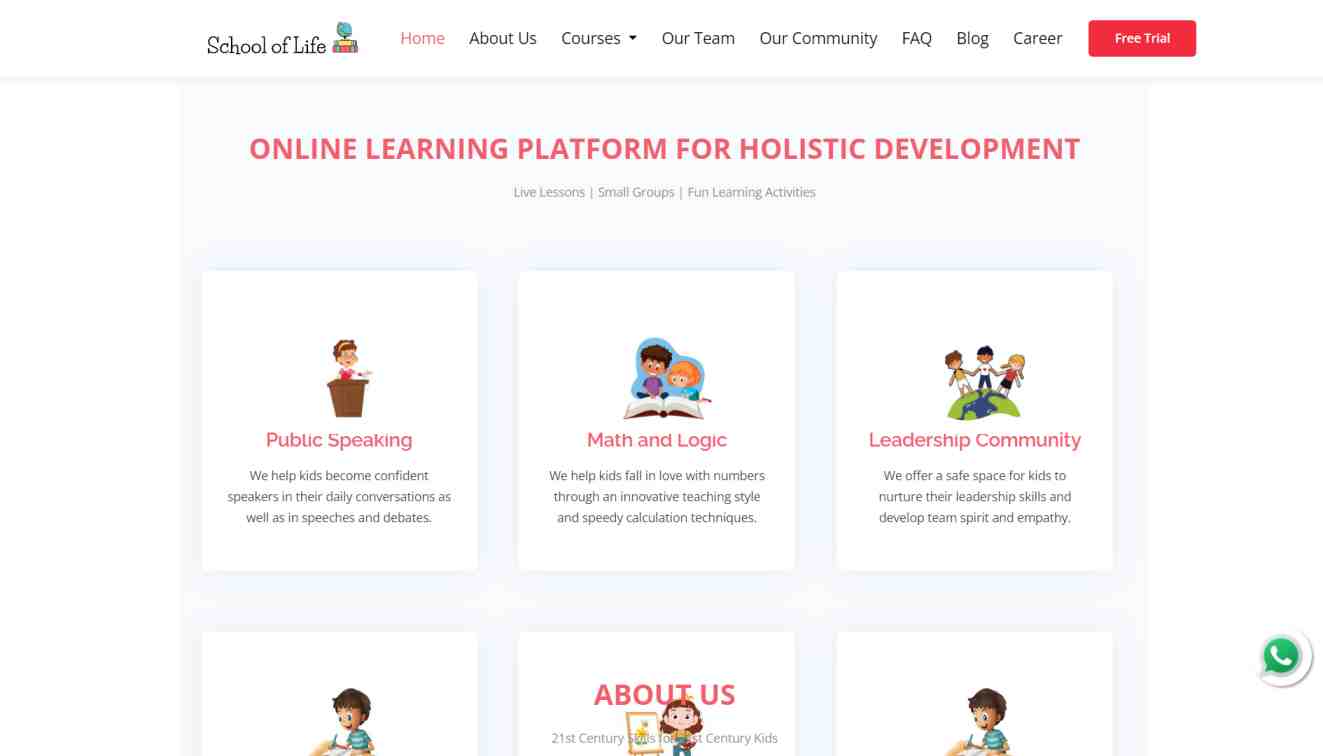 School of Life
Home
About Us
Courses
Our Team
Our Community
FAQ
Blog
Career
Free Trial
ONLINE LEARNING PLATFORM FOR HOLISTIC DEVELOPMENT
Live Lessons | Small Groups | Fun Learning Activities
Public Speaking
We help kids become confident
speakers in their daily conversations as
well as in speeches and debates.
Math and Logic
We help kids fall in love with numbers
through an innovative teaching style
and speedy calculation techniques.
Leadership Community
We offer a safe space for kids to
nurture their leadership skills and
develop team spirit and empathy.
ABOUT US
21st Century Skills for 21st Century Kids